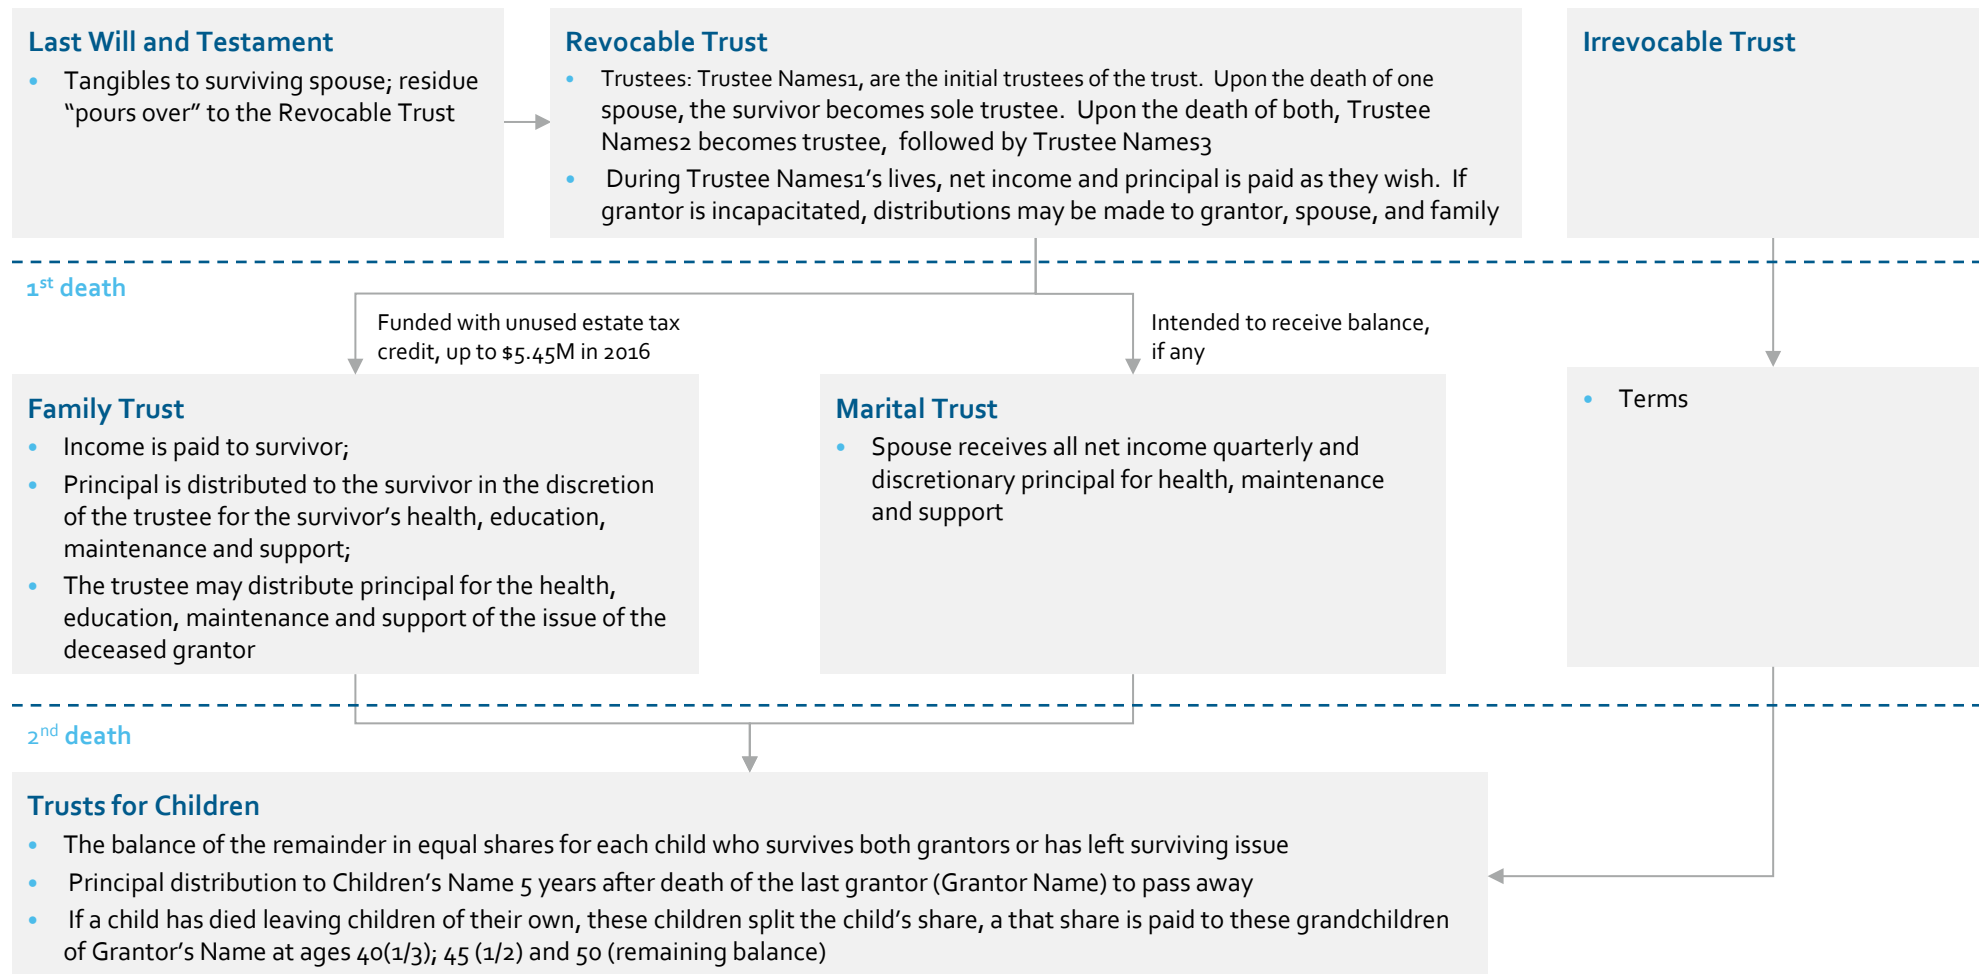 Last Will and Testament
• Tangibles to surviving spouse; residue
“pours over” to the Revocable Trust
Revocable Trust
• Trustees: Trustee Names1, are the initial trustees of the trust.  Upon the death of one
spouse, the survivor becomes sole trustee.  Upon the death of both, Trustee
Names2 becomes trustee,  followed by Trustee Names3
• During Trustee Names1’s lives, net income and principal is paid as they wish.  If
grantor is incapacitated, distributions may be made to grantor, spouse, and family
Irrevocable Trust
1st death
Funded with unused estate tax
credit, up to $5.45M in 2016
Intended to receive balance,
if any
Family Trust
• Income is paid to survivor;
• Principal is distributed to the survivor in the discretion
of the trustee for the survivor’s health, education,
maintenance and support;
• The trustee may distribute principal for the health,
education, maintenance and support of the issue of the
deceased grantor
Marital Trust
• Spouse receives all net income quarterly and
discretionary principal for health, maintenance
and support
• Terms
2nd death
Trusts for Children
• The balance of the remainder in equal shares for each child who survives both grantors or has left surviving issue
• Principal distribution to Children’s Name 5 years after death of the last grantor (Grantor Name) to pass away
• If a child has died leaving children of their own, these children split the child’s share, a that share is paid to these grandchildren
of Grantor’s Name at ages 40(1/3); 45 (1/2) and 50 (remaining balance)